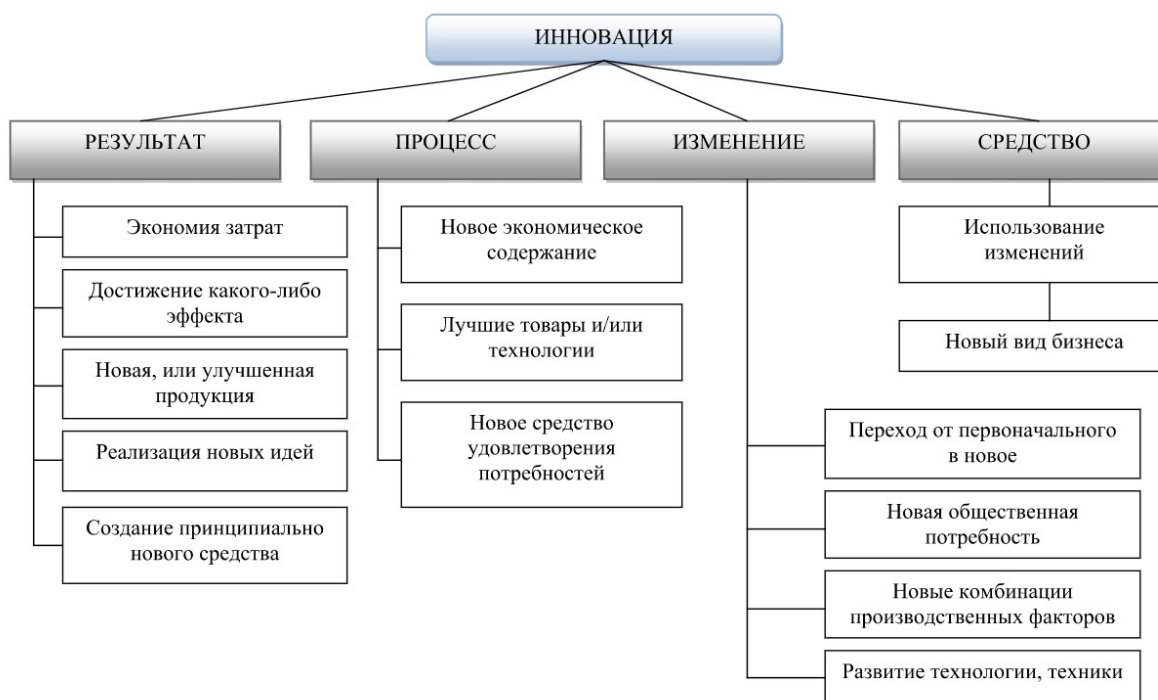 ИННОВАЦИЯ
РЕЗУЛЬТАТ
ПРОЦЕСС
ИЗМЕНЕНИЕ
СРЕДСТВО
Экономия затрат
Достижение какого-либо
эффекта
Новая, или улучшенная
продукция
Реализация новых идей
Создание принципиально
нового средства
Новое экономическое
содержание
Лучшие товары и/или
технологии
Новое средство
удовлетворения
потребностей
Переход от первоначального
в новое
Новая общественная
потребность
Новые комбинации
производственных факторов
Развитие технологии, техники
Использование
изменений
Новый вид бизнеса